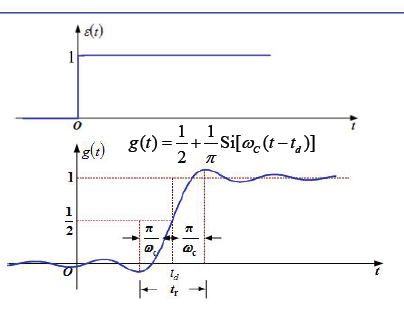 ε(t)
1
O
t
g(t)
g(t) = 1/2 + 1/π Si[ω_C(t − t_d)]
1
1/2
π/ω_c π/ω_c
O
t_d
t
t_r